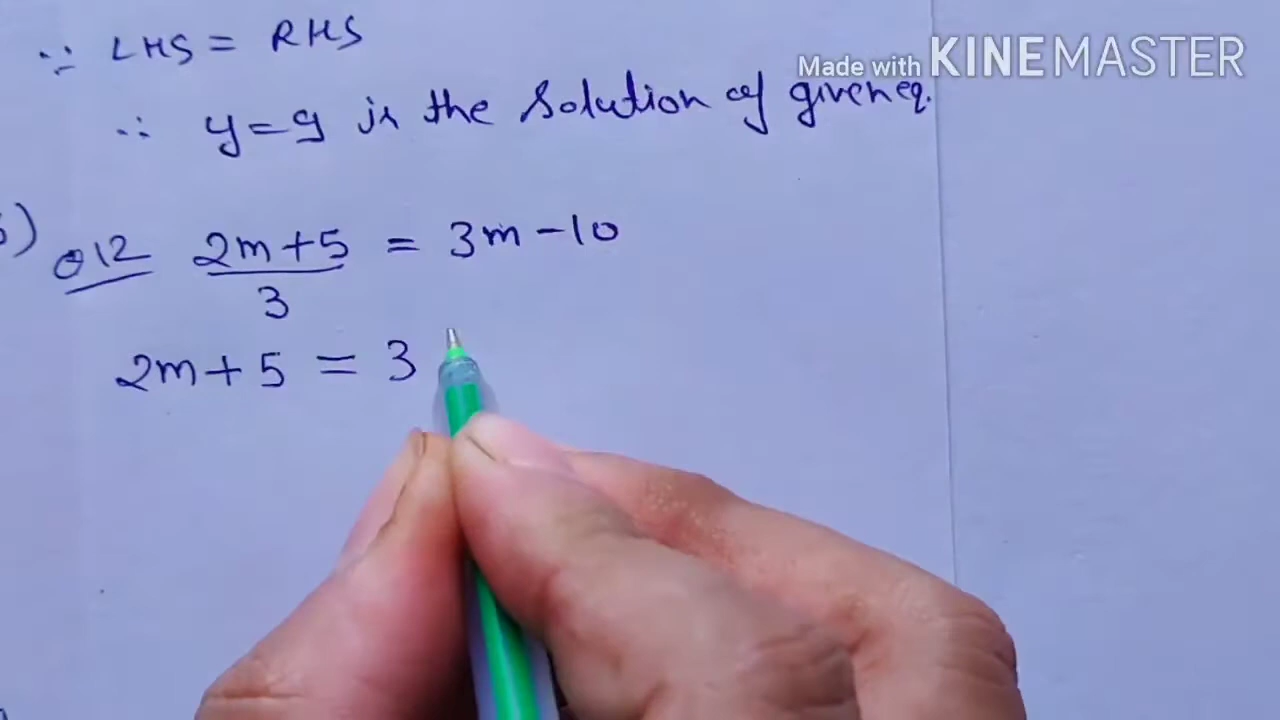 ∵ LHS = RHS
Made with KINEMASTER
∴ y=9 is the solution of given eq.
Q12 2m+5/3 = 3m-10
2m+5 = 3